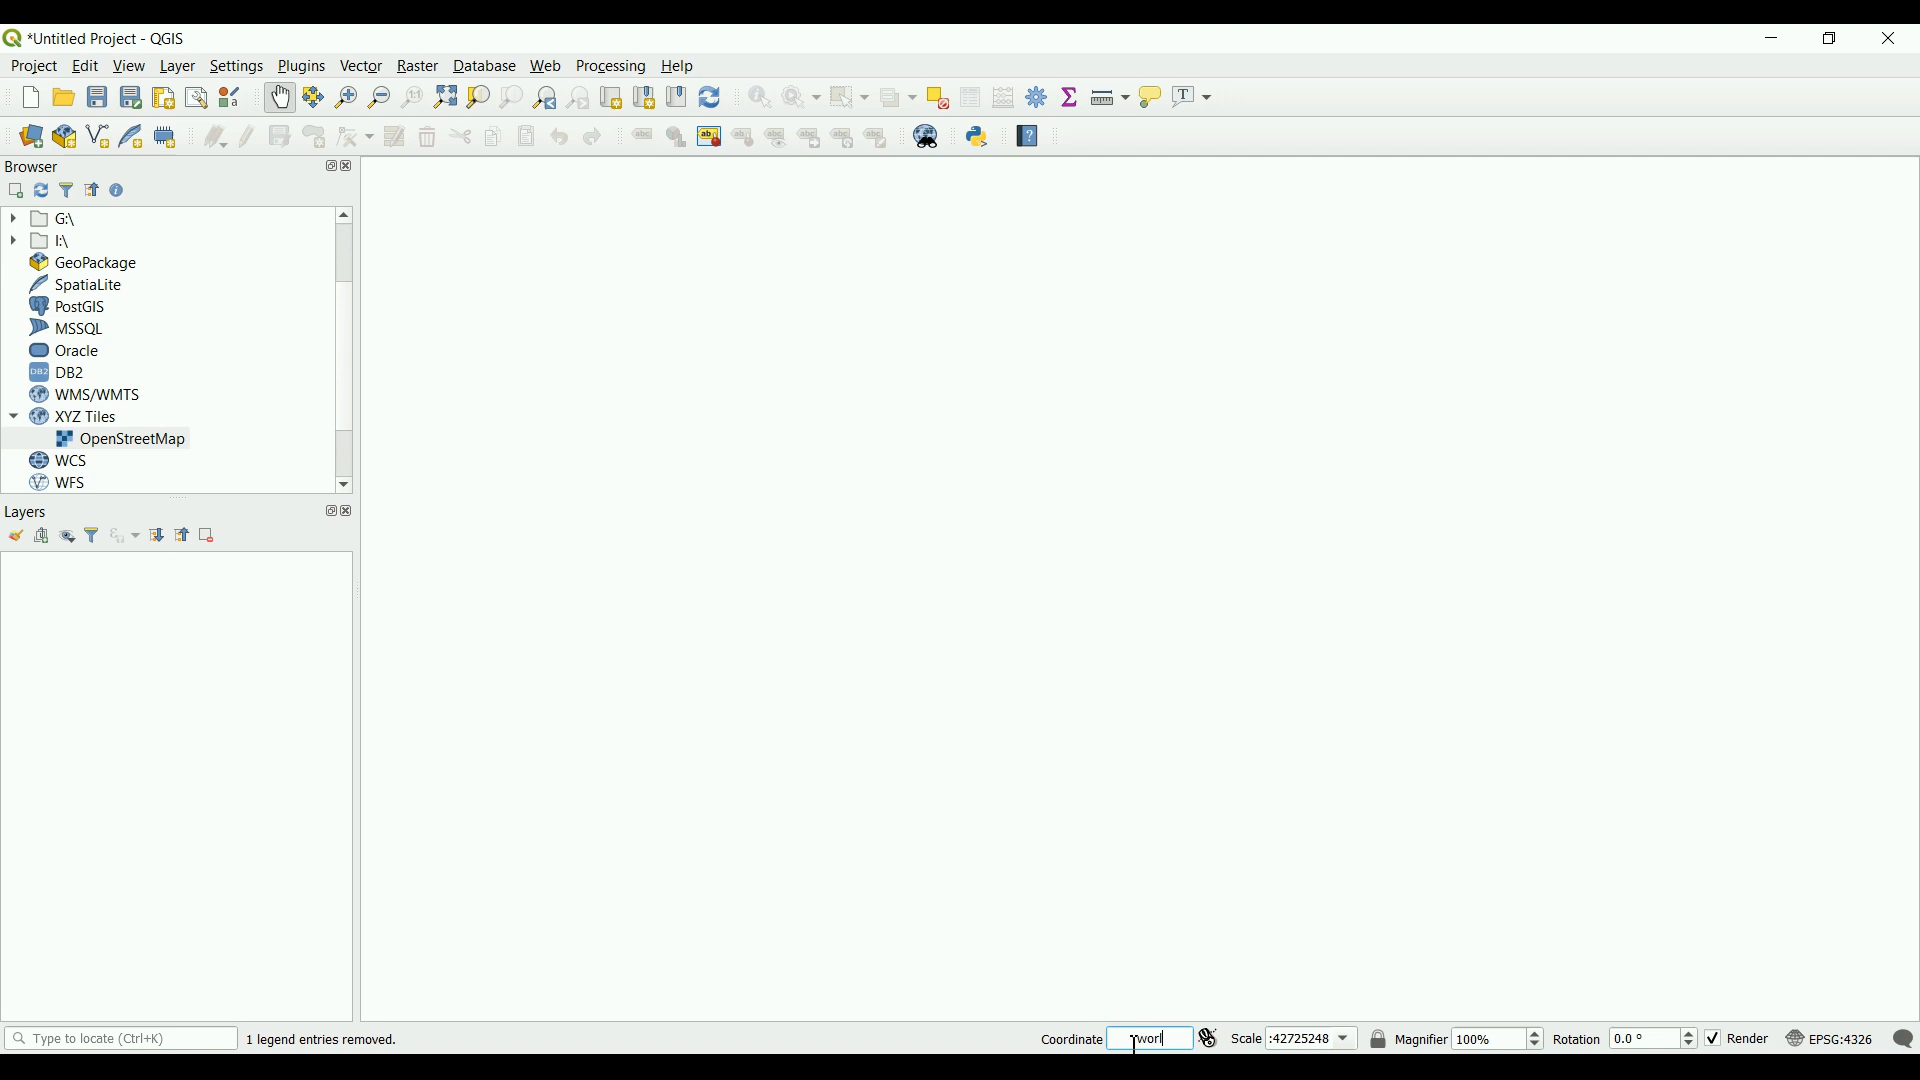 *Untitled Project - QGIS
Project Edit View Layer Settings Plugins Vector Raster Database Web Processing Help
Browser
G:\
I:\
GeoPackage
SpatiaLite
PostGIS
MSSQL
Oracle
DB2
WMS/WMTS
XYZ Tiles
OpenStreetMap
WCS
WFS
Layers
Type to locate (Ctrl+K) 1 legend entries removed. Coordinate Scale :42725248 Magnifier 100% Rotation 0.0 ° Render EPSG:4326